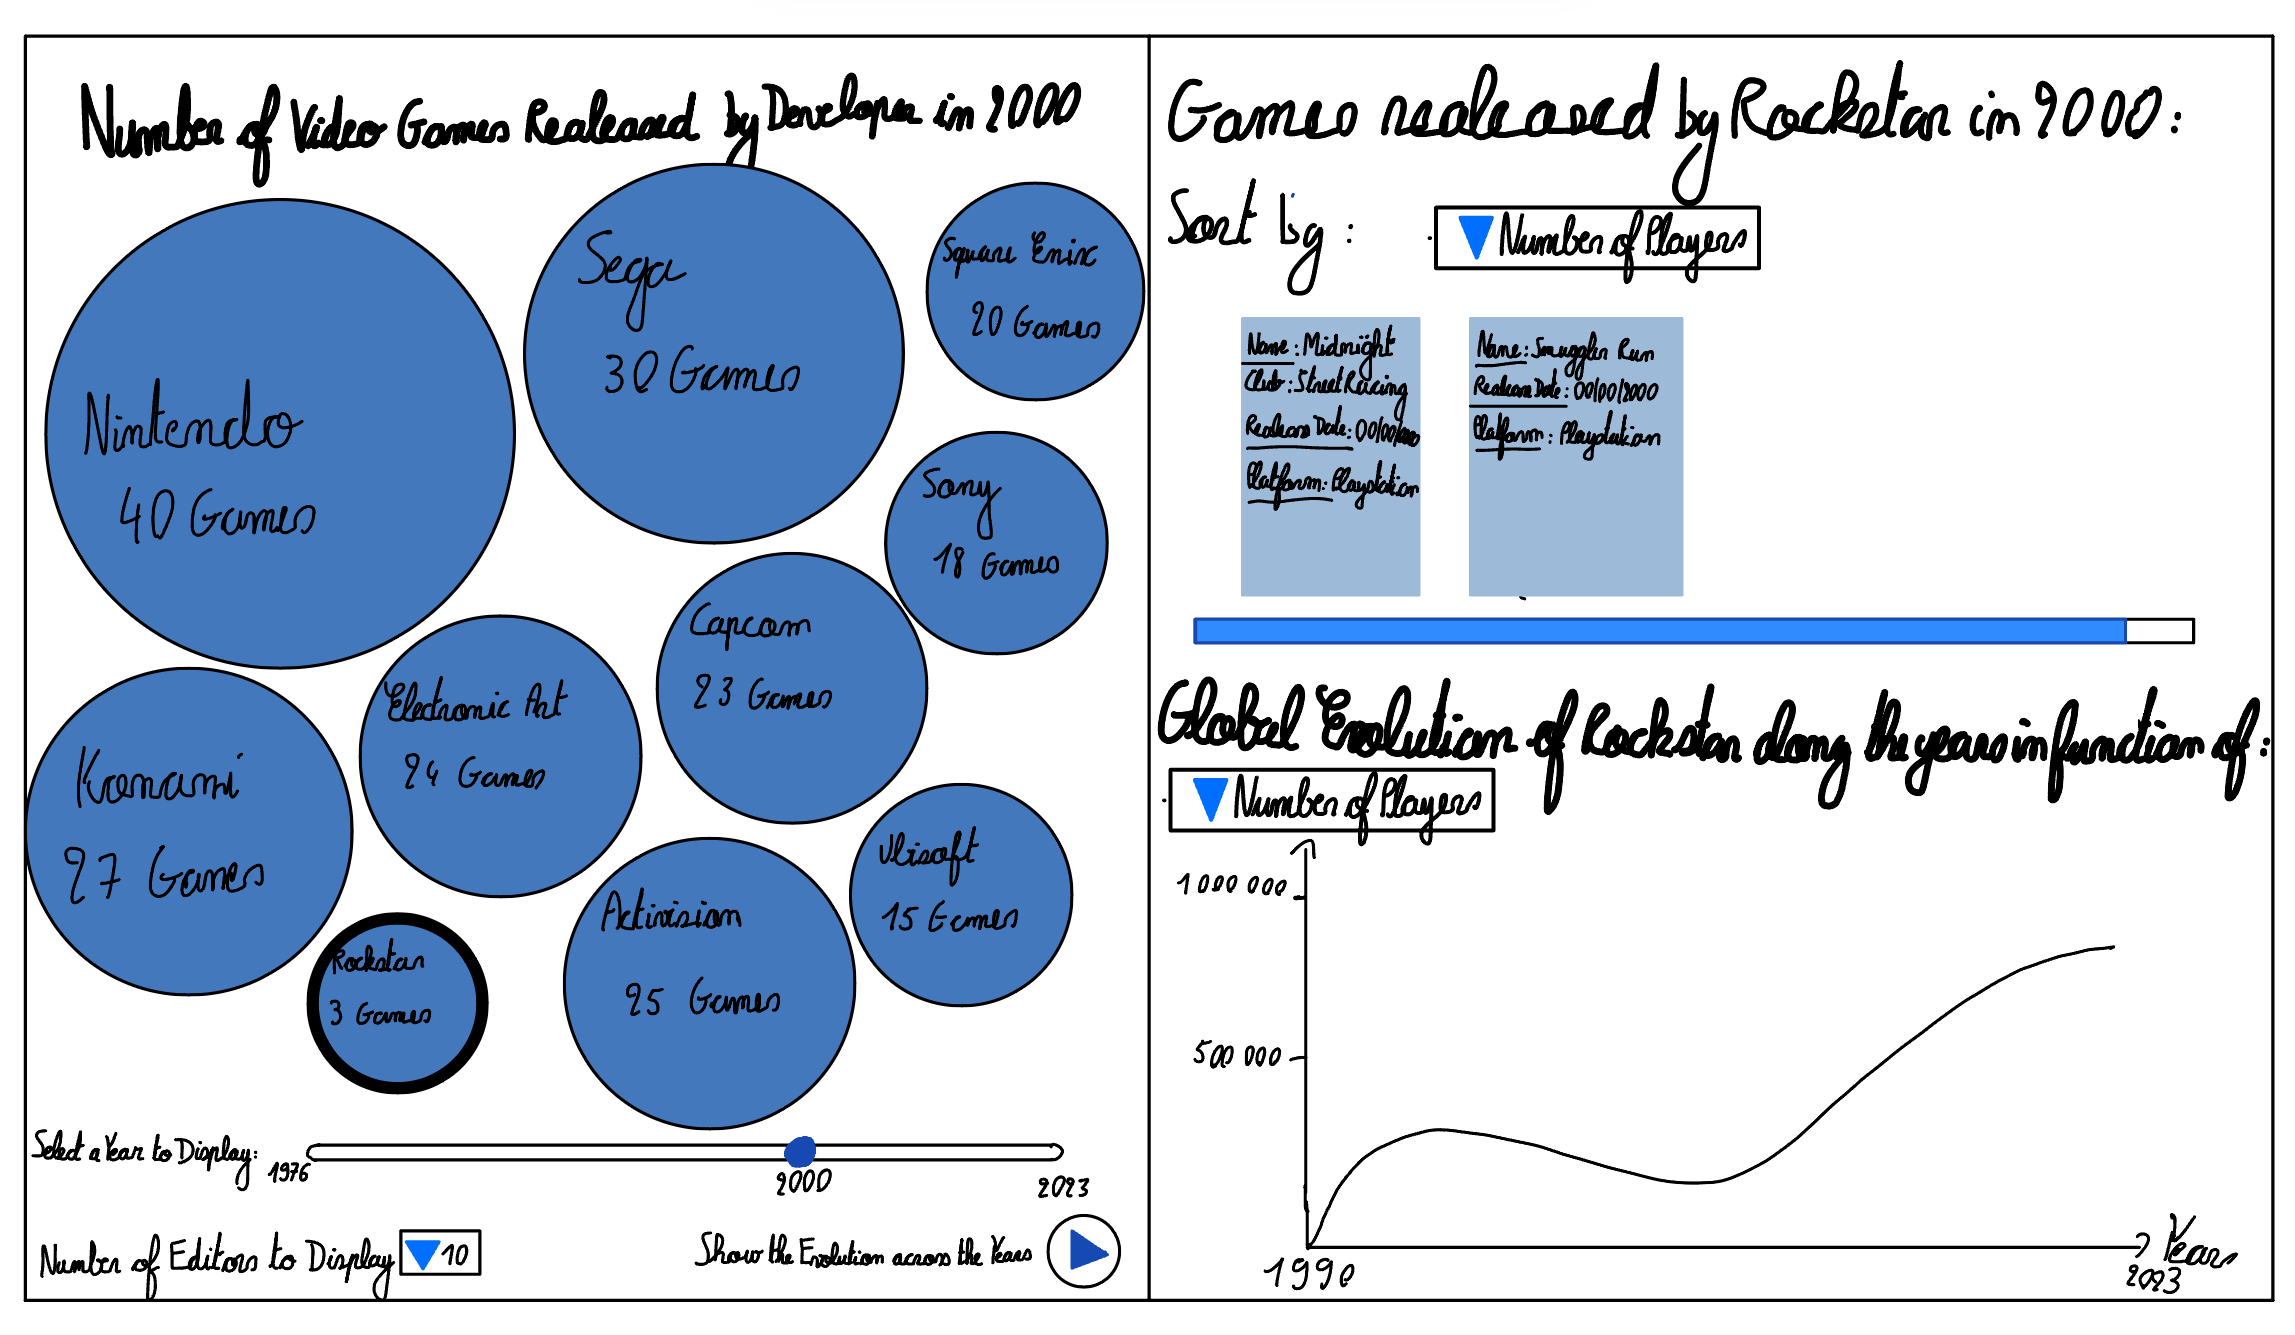 Number of Video Games Realeased by Developer in 2000
Nintendo
40 Games
Sega
30 Games
Square Enix
20 Games
Sony
18 Games
Capcom
23 Games
Electronic Art
24 Games
Konami
27 Games
Rockstar
3 Games
Activision
25 Games
Ubisoft
15 Games
Select a Year to Display:
1976
2000
2023
Number of Editors to Display
10
Show the Evolution across the Years
Games realeased by Rockstar in 2000:
Sort by:
Number of Players
Name: Midnight
Club: Street Racing
Realease Date: 00/00/2000
Platform: Playstation
Name: Smuggler Run
Realease Date: 00/00/2000
Platform: Playstation
Global Evolution of Rockstar along the years in function of:
Number of Players
1000 000
500 000
1990
2023
Years